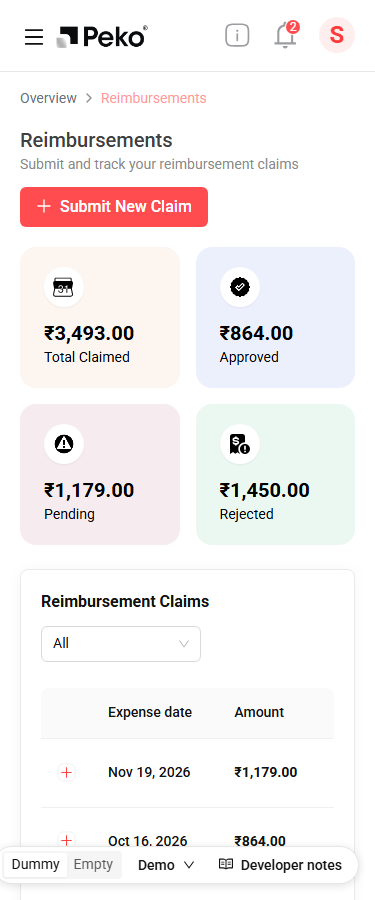 Peko®
2
S
Overview > Reimbursements
Reimbursements
Submit and track your reimbursement claims
+ Submit New Claim
31
₹3,493.00
Total Claimed
₹864.00
Approved
₹1,179.00
Pending
₹1,450.00
Rejected
Reimbursement Claims
All
Expense date Amount
+ Nov 19, 2026 ₹1,179.00
+ Oct 16, 2026 ₹864.00
Dummy Empty Demo Developer notes